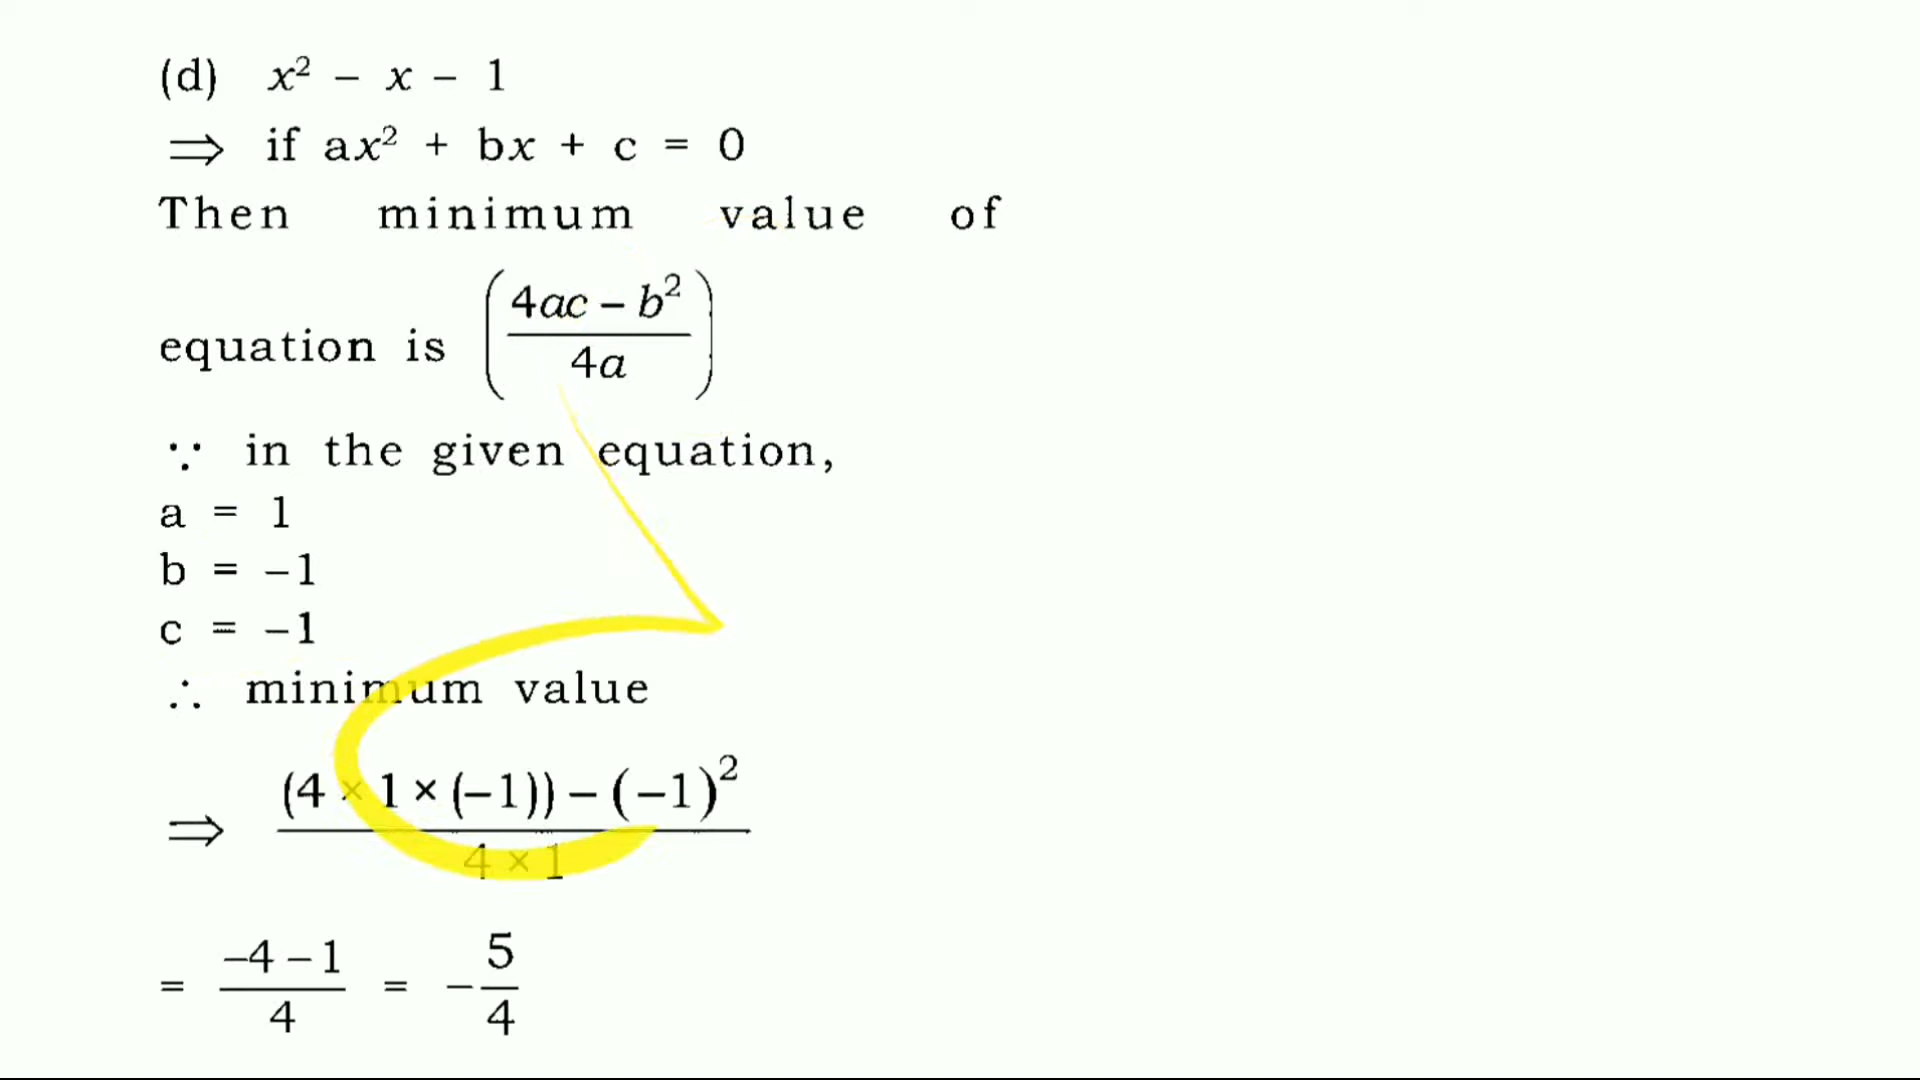 (d) x² – x – 1
⇒ if ax² + bx + c = 0
Then minimum value of
equation is ((4ac – b²)/(4a))
∵ in the given equation,
a = 1
b = –1
c = –1
∴ minimum value
⇒ ((4 × 1 × (–1)) – (–1)²)/(4 × 1)
= (–4 – 1)/4 = –5/4